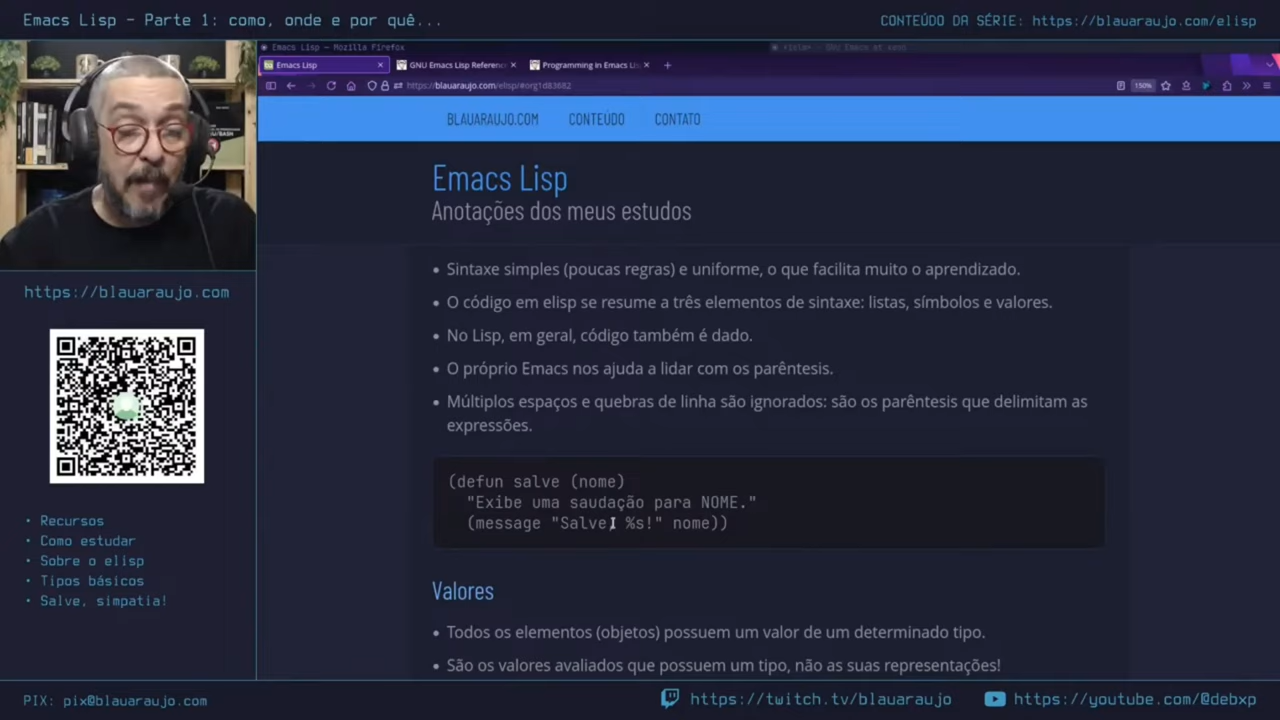 Emacs Lisp - Parte 1: como, onde e por quê...
CONTEÚDO DA SÉRIE: https://blauaraujo.com/elisp
Emacs Lisp — Mozilla Firefox
Emacs Lisp
GNU Emacs Lisp Referenc
Programming in Emacs Lis
https://blauaraujo.com/elisp/#org1d83682
150%
BLAUARAUJO.COM
CONTEÚDO
CONTATO
Emacs Lisp
Anotações dos meus estudos
• Sintaxe simples (poucas regras) e uniforme, o que facilita muito o aprendizado.
• O código em elisp se resume a três elementos de sintaxe: listas, símbolos e valores.
• No Lisp, em geral, código também é dado.
• O próprio Emacs nos ajuda a lidar com os parêntesis.
• Múltiplos espaços e quebras de linha são ignorados: são os parêntesis que delimitam as
expressões.
(defun salve (nome)
"Exibe uma saudação para NOME."
(message "Salve, %s!" nome))
Valores
• Todos os elementos (objetos) possuem um valor de um determinado tipo.
• São os valores avaliados que possuem um tipo, não as suas representações!
https://blauaraujo.com
• Recursos
• Como estudar
• Sobre o elisp
• Tipos básicos
• Salve, simpatia!
PIX: pix@blauaraujo.com
https://twitch.tv/blauaraujo
https://youtube.com/@debxp